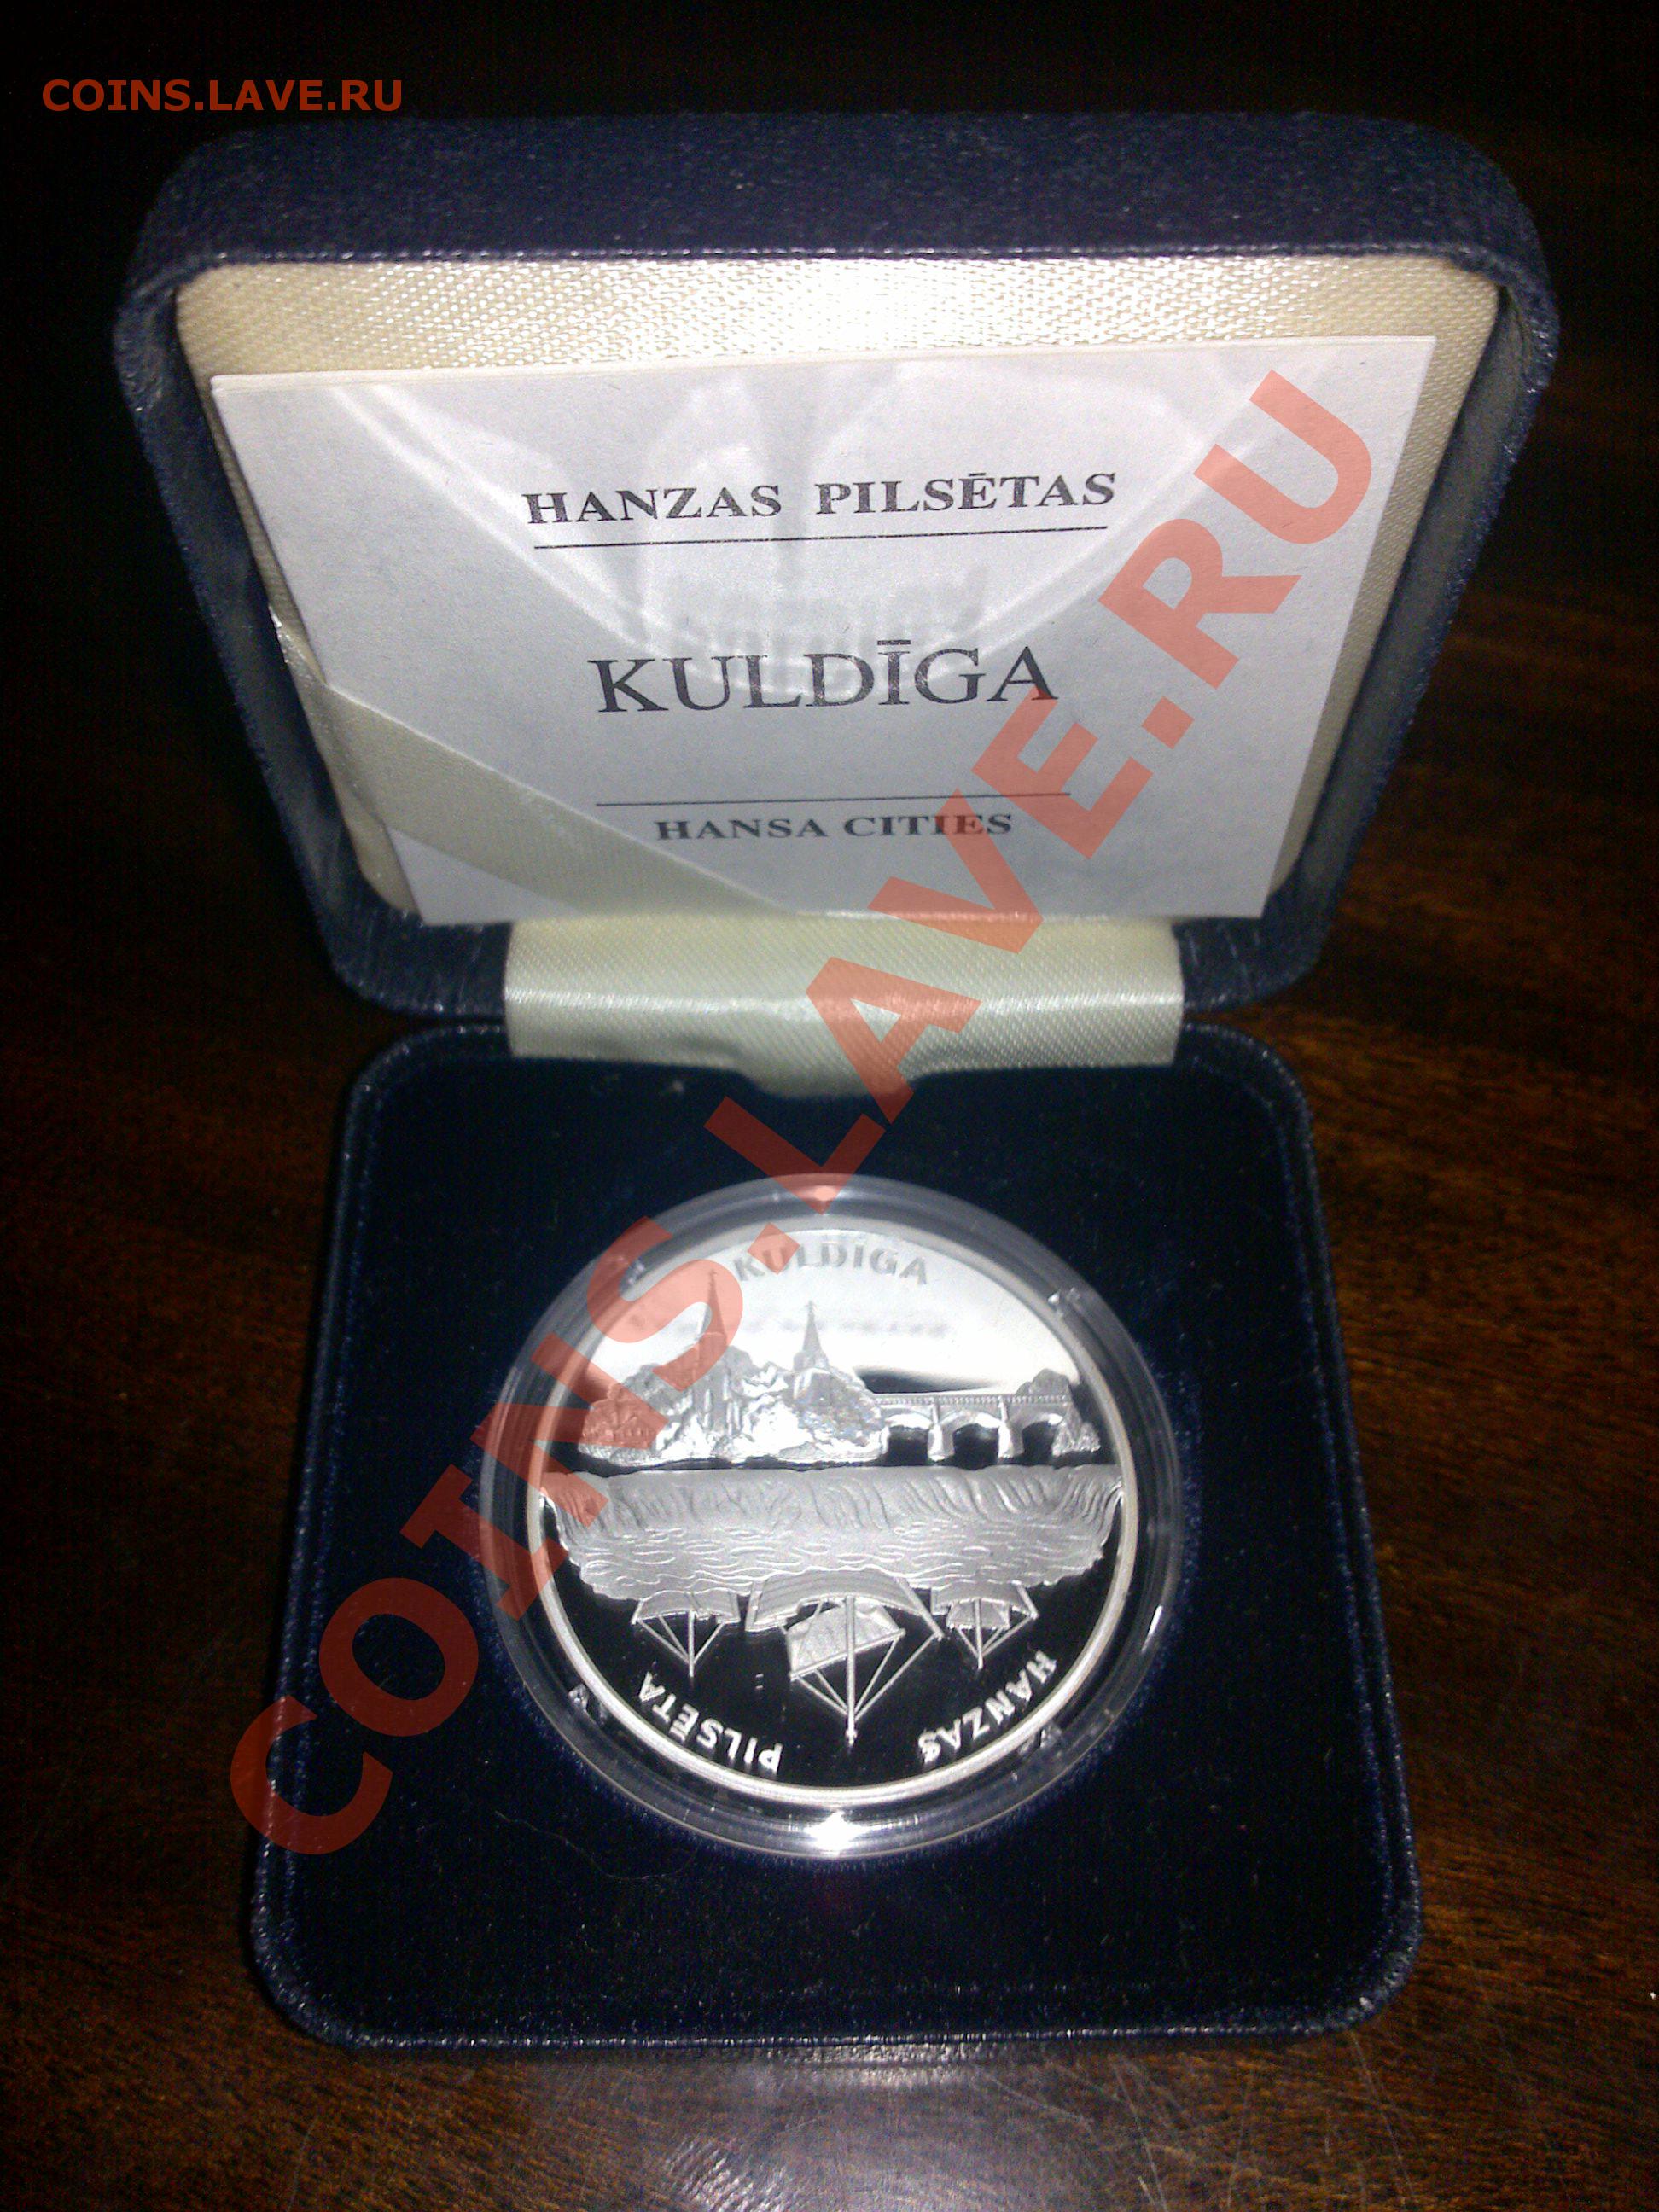 COINS.LAVE.RU
HANZAS PILSĒTAS
KULDĪGA
HANSA CITIES
COINS.LAVE.RU
KULDĪGA
HANZAS
PILSĒTA